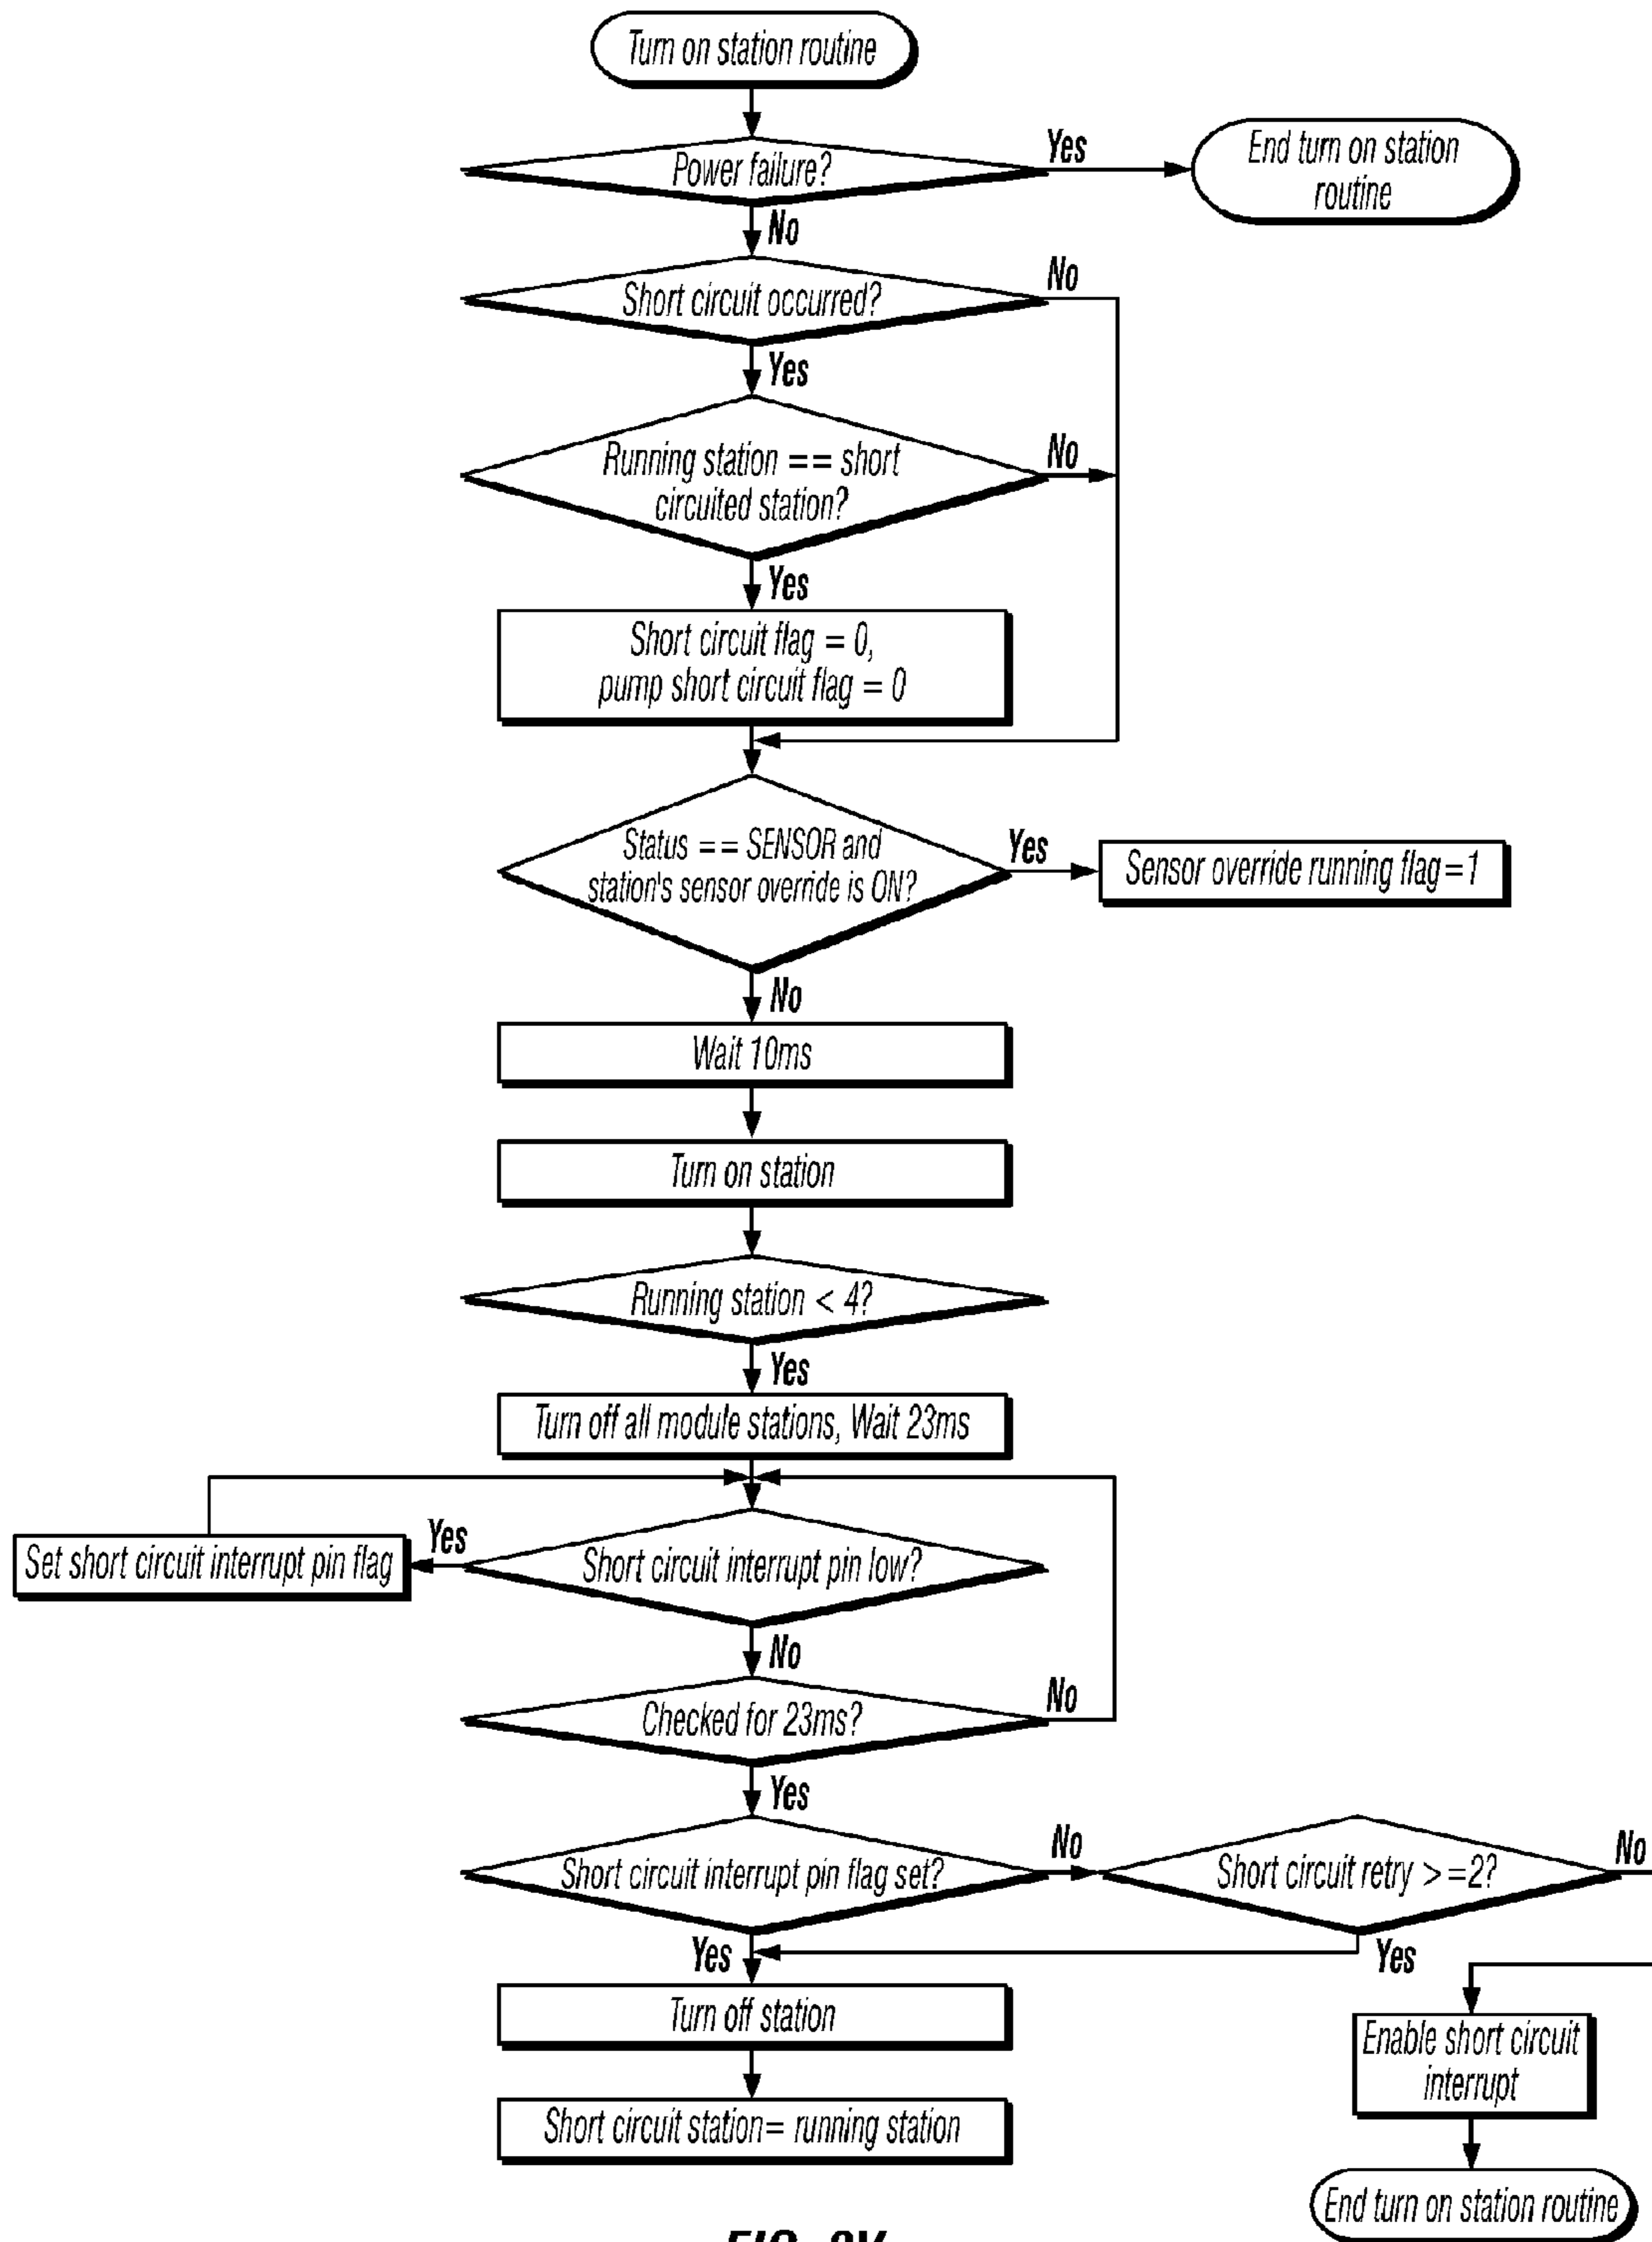 Turn on station routine
Power failure?
Yes
End turn on station
routine
No
Short circuit occurred?
No
Yes
Running station == short
circuited station?
No
Yes
Short circuit flag = 0,
pump short circuit flag = 0
Status == SENSOR and
station's sensor override is ON?
Yes
Sensor override running flag=1
No
Wait 10ms
Turn on station
Running station < 4?
Yes
Turn off all module stations, Wait 23ms
Short circuit interrupt pin low?
Yes
Set short circuit interrupt pin flag
No
Checked for 23ms?
No
Yes
Short circuit interrupt pin flag set?
No
Short circuit retry >=2?
No
Yes
Yes
Turn off station
Enable short circuit
interrupt
Short circuit station= running station
End turn on station routine